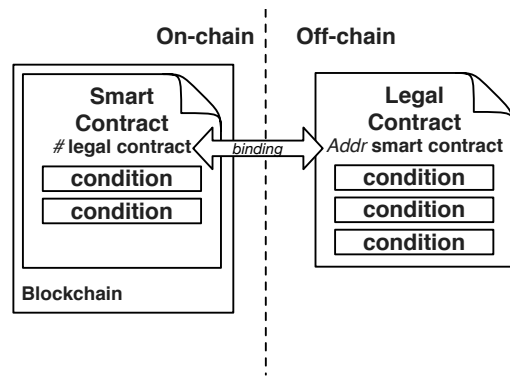 On-chain
Off-chain
Smart
Contract
# legal contract
condition
condition
Blockchain
binding
Legal
Contract
Addr smart contract
condition
condition
condition